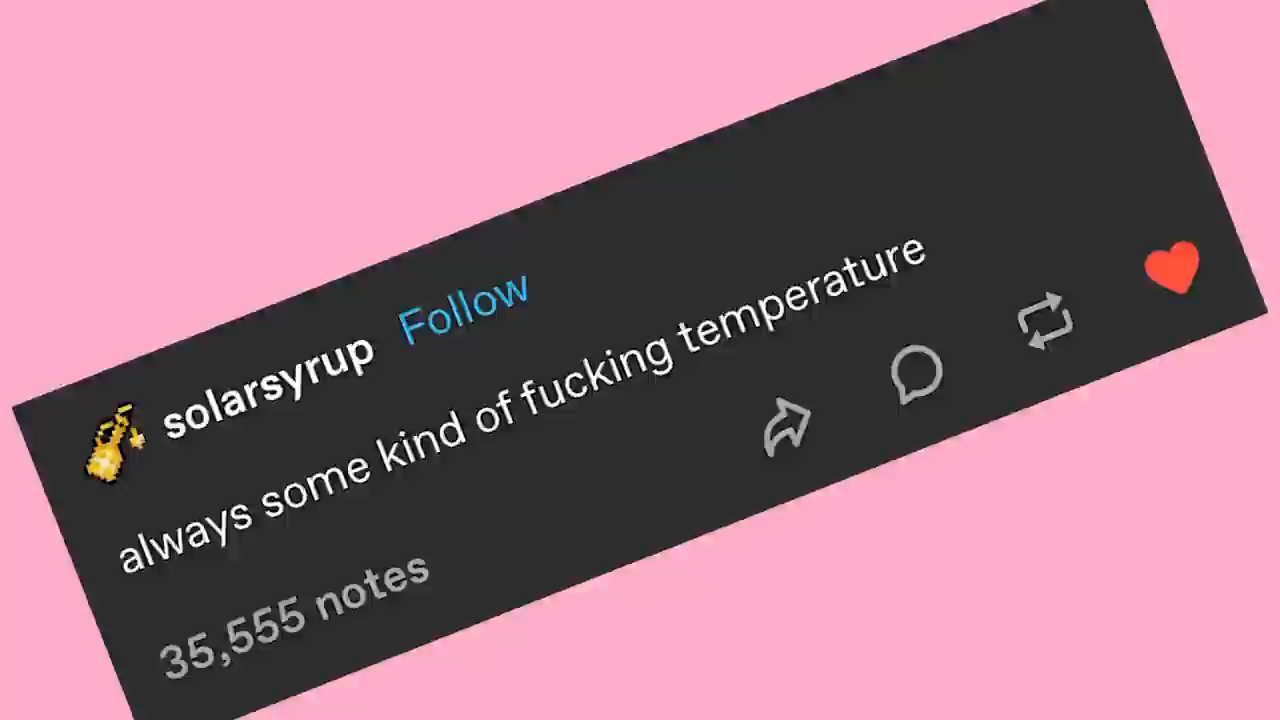 solarsyrup Follow
always some kind of fucking temperature
35,555 notes